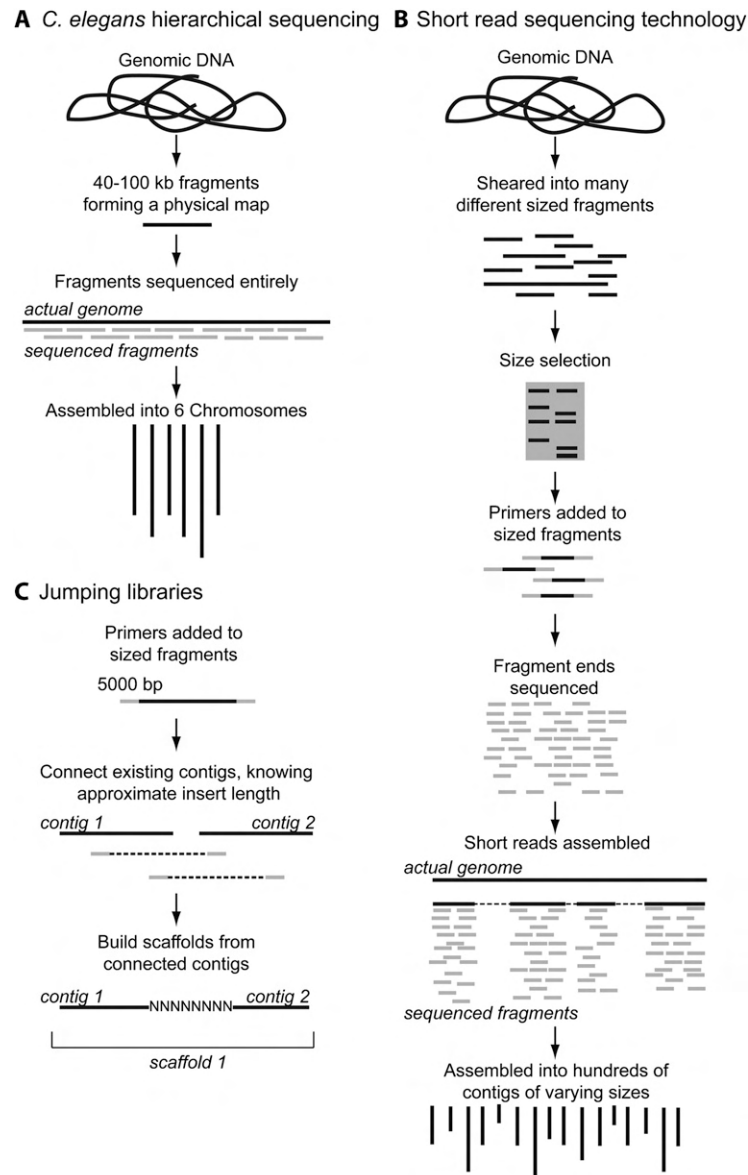 A C. elegans hierarchical sequencing
Genomic DNA
40-100 kb fragments
forming a physical map
Fragments sequenced entirely
actual genome
sequenced fragments
Assembled into 6 Chromosomes
B Short read sequencing technology
Genomic DNA
Sheared into many
different sized fragments
Size selection
Primers added to
sized fragments
Fragment ends
sequenced
Short reads assembled
actual genome
sequenced fragments
Assembled into hundreds of
contigs of varying sizes
C Jumping libraries
Primers added to
sized fragments
5000 bp
Connect existing contigs, knowing
approximate insert length
contig 1 contig 2
Build scaffolds from
connected contigs
contig 1 NNNNNNNN contig 2
scaffold 1